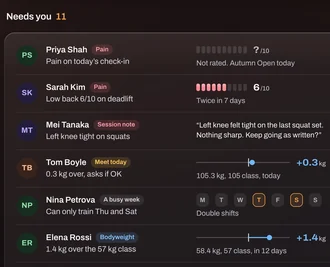 Needs you 11
PS Priya Shah Pain ? /10
Pain on today's check-in Not rated. Autumn Open today
SK Sarah Kim Pain 6 /10
Low back 6/10 on deadlift Twice in 7 days
MT Mei Tanaka Session note "Left knee felt tight on the last squat set.
Left knee tight on squats Nothing sharp. Keep going as written?"
TB Tom Boyle Meet today +0.3 kg
0.3 kg over, asks if OK 105.3 kg, 105 class, today
NP Nina Petrova A busy week M T W T F S S
Can only train Thu and Sat Double shifts
ER Elena Rossi Bodyweight +1.4 kg
1.4 kg over the 57 kg class 58.4 kg, 57 class, in 12 days